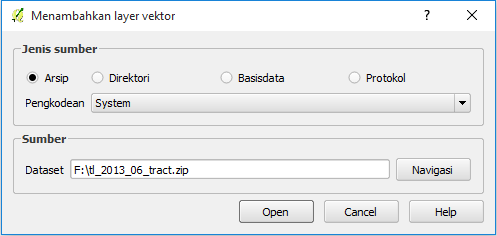 Menambahkan layer vektor
Jenis sumber
Arsip Direktori Basisdata Protokol
Pengkodean System
Sumber
Dataset F:\tl_2013_06_tract.zip Navigasi
Open Cancel Help